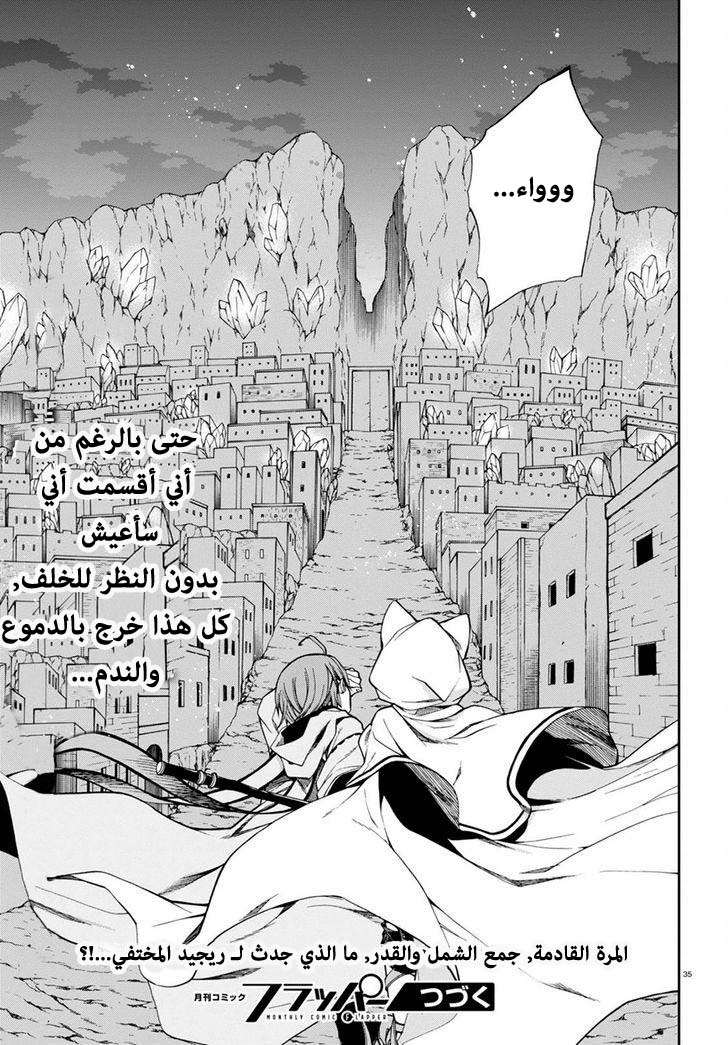 وووواء...
حتى بالرغم من
أني أقسمت أني
سأعيش
بدون النظر للخلف,
كل هذا خرج بالدموع
والندم...
المرة القادمة, جمع الشمل والقدر, ما الذي جدث لـ ريجيد المختفي...!؟
35
月刊コミック フラッパー つづく
MONTHLY COMIC FLAPPER